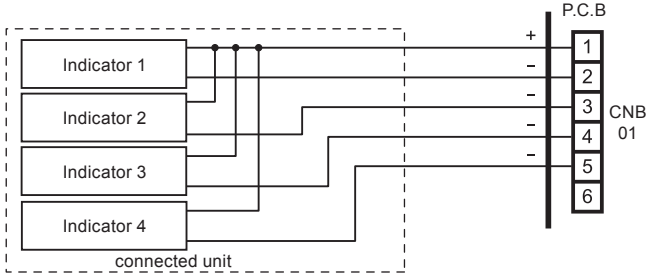 P.C.B
+
1
Indicator 1
−
2
−
3
CNB
01
Indicator 2
−
4
Indicator 3
−
5
6
Indicator 4
connected unit